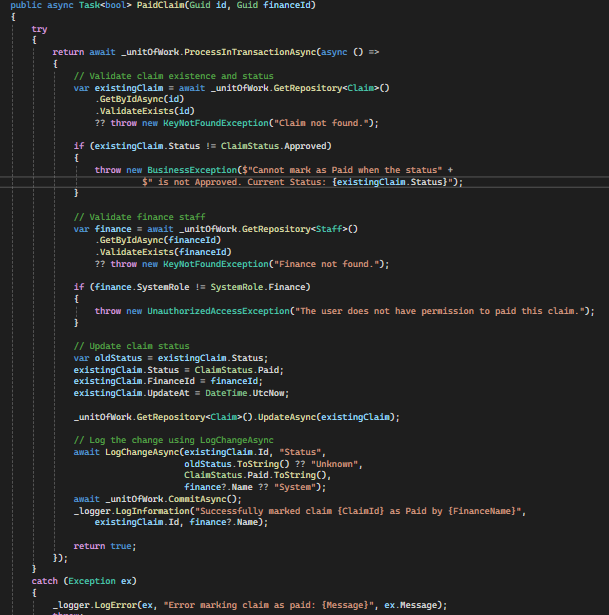 public async Task<bool> PaidClaim(Guid id, Guid financeId)
{
try
{
return await _unitOfWork.ProcessInTransactionAsync(async () =>
{
// Validate claim existence and status
var existingClaim = await _unitOfWork.GetRepository<Claim>()
.GetByIdAsync(id)
.ValidateExists(id)
?? throw new KeyNotFoundException("Claim not found.");
if (existingClaim.Status != ClaimStatus.Approved)
{
throw new BusinessException($"Cannot mark as Paid when the status" +
$" is not Approved. Current Status: {existingClaim.Status}");
}
// Validate finance staff
var finance = await _unitOfWork.GetRepository<Staff>()
.GetByIdAsync(financeId)
.ValidateExists(financeId)
?? throw new KeyNotFoundException("Finance not found.");
if (finance.SystemRole != SystemRole.Finance)
{
throw new UnauthorizedAccessException("The user does not have permission to paid this claim.");
}
// Update claim status
var oldStatus = existingClaim.Status;
existingClaim.Status = ClaimStatus.Paid;
existingClaim.FinanceId = financeId;
existingClaim.UpdateAt = DateTime.UtcNow;
_unitOfWork.GetRepository<Claim>().UpdateAsync(existingClaim);
// Log the change using LogChangeAsync
await LogChangeAsync(existingClaim.Id, "Status",
oldStatus.ToString() ?? "Unknown",
ClaimStatus.Paid.ToString(),
finance?.Name ?? "System");
await _unitOfWork.CommitAsync();
_logger.LogInformation("Successfully marked claim {ClaimId} as Paid by {FinanceName}",
existingClaim.Id, finance?.Name);
return true;
});
}
catch (Exception ex)
{
_logger.LogError(ex, "Error marking claim as paid: {Message}", ex.Message);